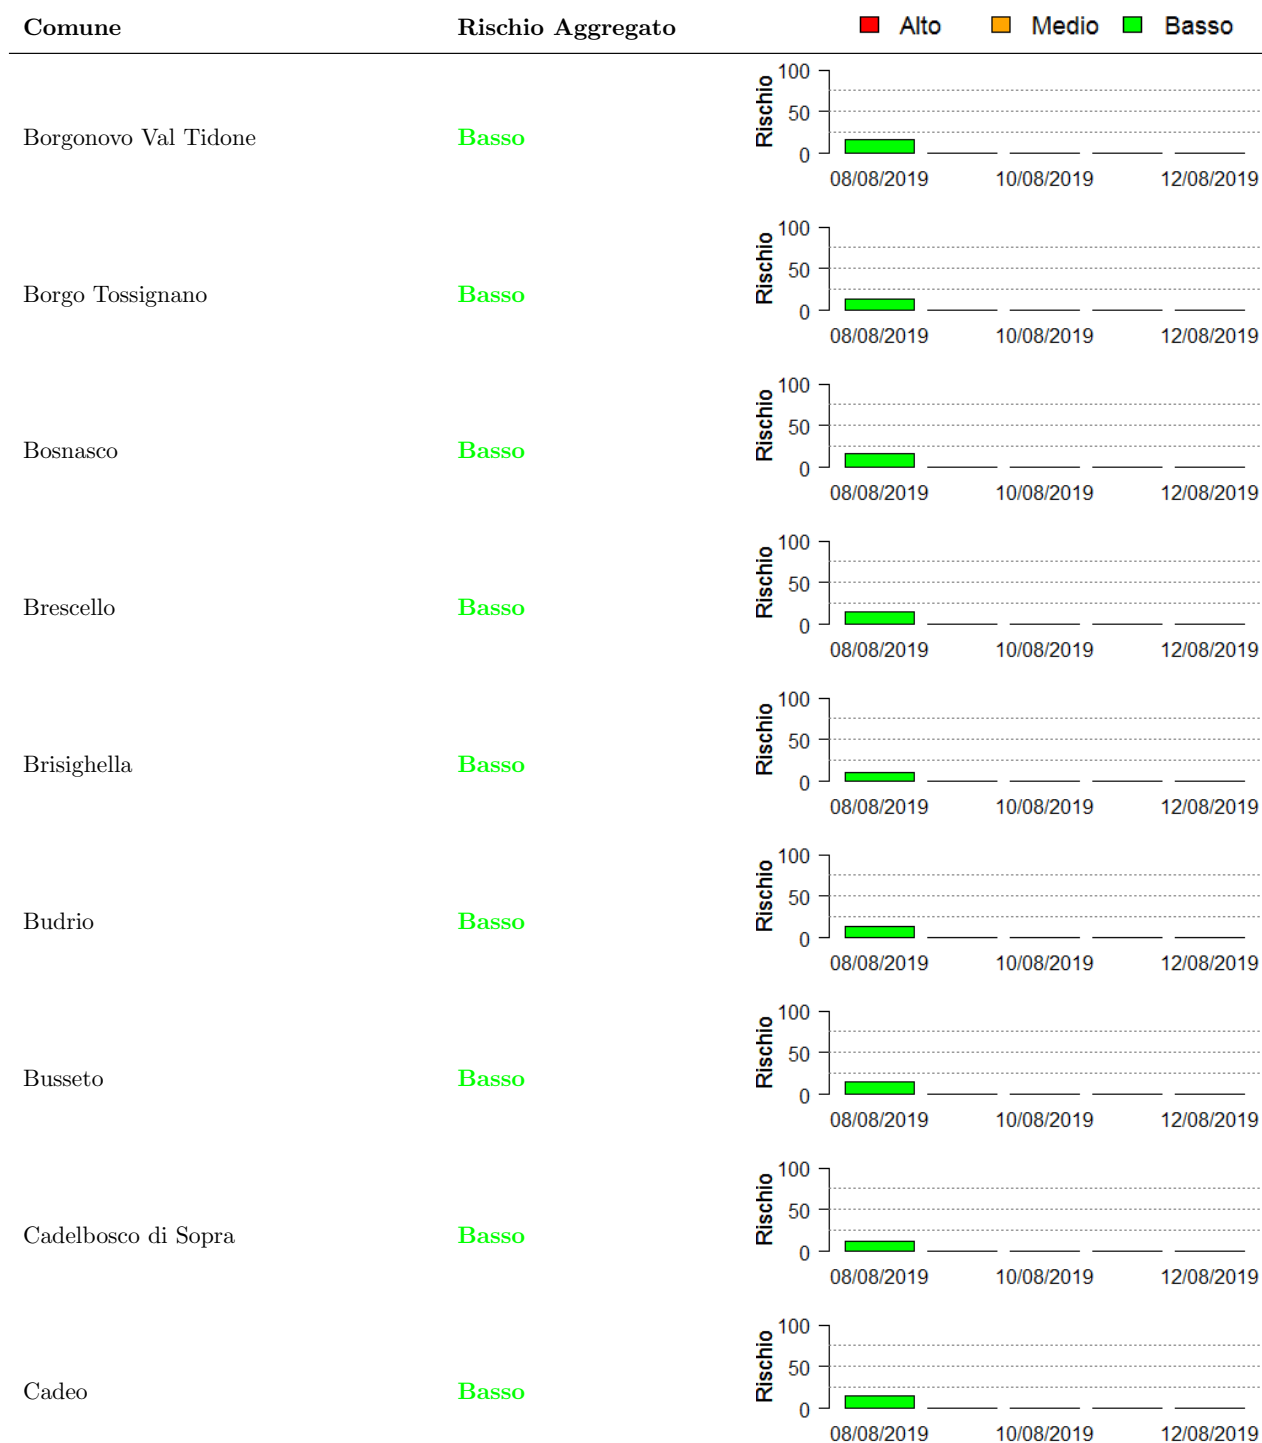 Comune Rischio Aggregato Alto Medio Basso
100
50
0
Rischio
Borgonovo Val Tidone Basso
08/08/2019 10/08/2019 12/08/2019
100
50
0
Rischio
Borgo Tossignano Basso
08/08/2019 10/08/2019 12/08/2019
100
50
0
Rischio
Bosnasco Basso
08/08/2019 10/08/2019 12/08/2019
100
50
0
Rischio
Brescello Basso
08/08/2019 10/08/2019 12/08/2019
100
50
0
Rischio
Brisighella Basso
08/08/2019 10/08/2019 12/08/2019
100
50
0
Rischio
Budrio Basso
08/08/2019 10/08/2019 12/08/2019
100
50
0
Rischio
Busseto Basso
08/08/2019 10/08/2019 12/08/2019
100
50
0
Rischio
Cadelbosco di Sopra Basso
08/08/2019 10/08/2019 12/08/2019
100
50
0
Rischio
Cadeo Basso
08/08/2019 10/08/2019 12/08/2019